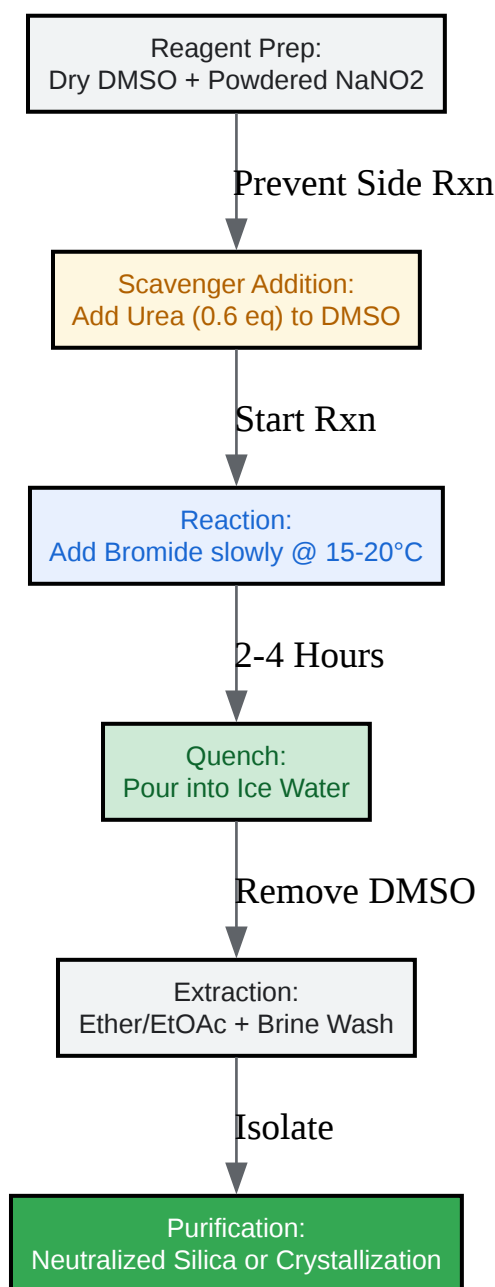 Reagent Prep:
Dry DMSO + Powdered NaNO2
Prevent Side Rxn
Scavenger Addition:
Add Urea (0.6 eq) to DMSO
Start Rxn
Reaction:
Add Bromide slowly @ 15-20°C
2-4 Hours
Quench:
Pour into Ice Water
Remove DMSO
Extraction:
Ether/EtOAc + Brine Wash
Isolate
Purification:
Neutralized Silica or Crystallization